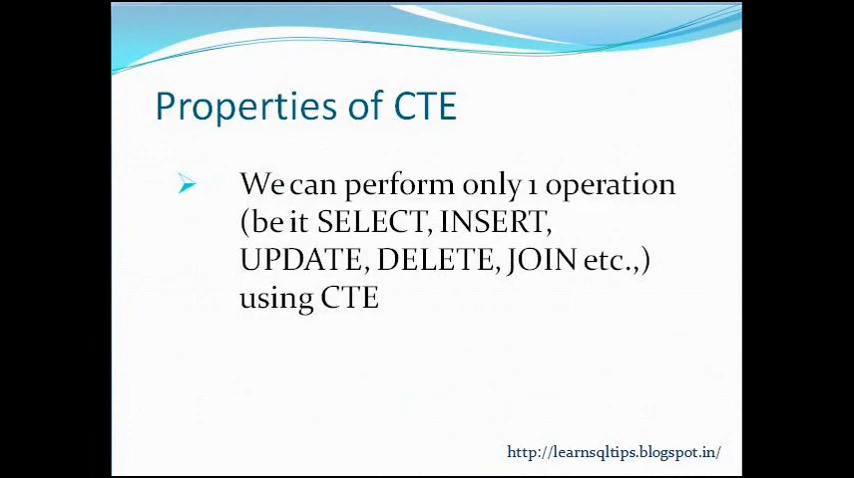 Properties of CTE
We can perform only 1 operation
(be it SELECT, INSERT,
UPDATE, DELETE, JOIN etc.,)
using CTE
http://learnsqltips.blogspot.in/